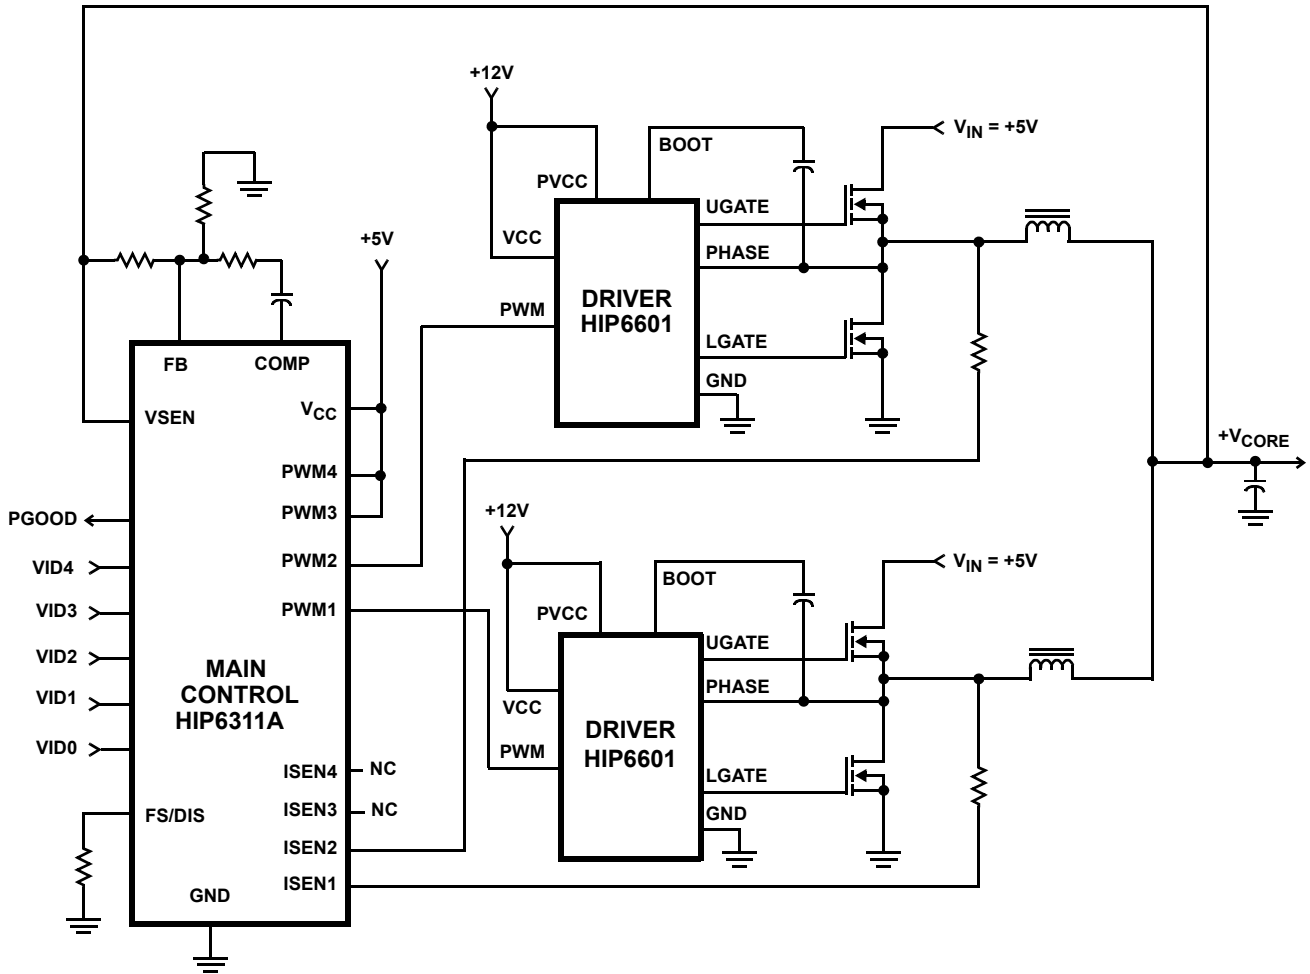 +12V
BOOT
V_IN = +5V
PVCC
UGATE
+5V
VCC
PHASE
DRIVER
HIP6601
PWM
LGATE
FB
COMP
GND
V_CC
VSEN
+V_CORE
PWM4
PWM3
+12V
PGOOD
PWM2
V_IN = +5V
VID4
BOOT
VID3
PWM1
PVCC
UGATE
VID2
MAIN
CONTROL
HIP6311A
PHASE
VID1
VCC
DRIVER
HIP6601
VID0
PWM
ISEN4
NC
LGATE
ISEN3
NC
FS/DIS
GND
ISEN2
ISEN1
GND